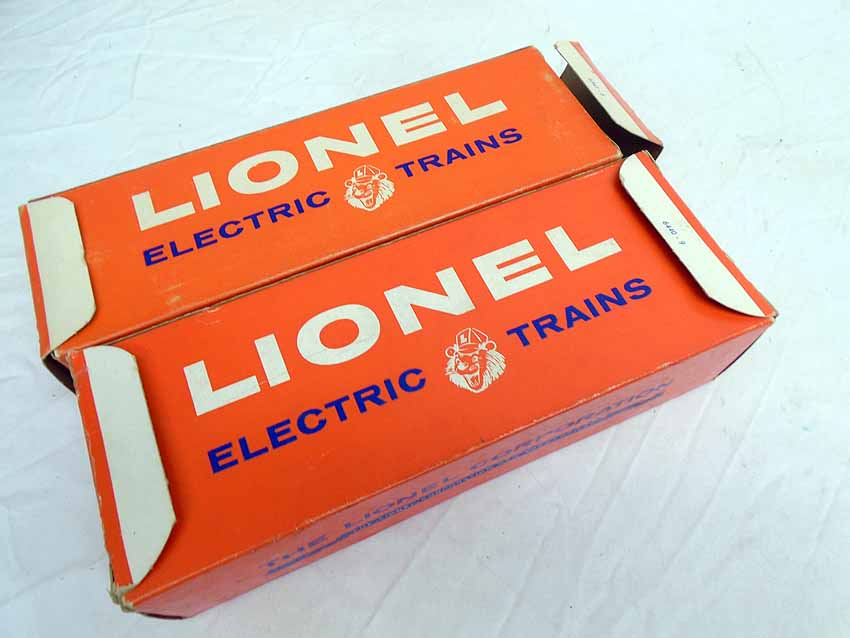 LIONEL
ELECTRIC TRAINS
LIONEL
ELECTRIC L TRAINS
THE LIONEL CORPORATION